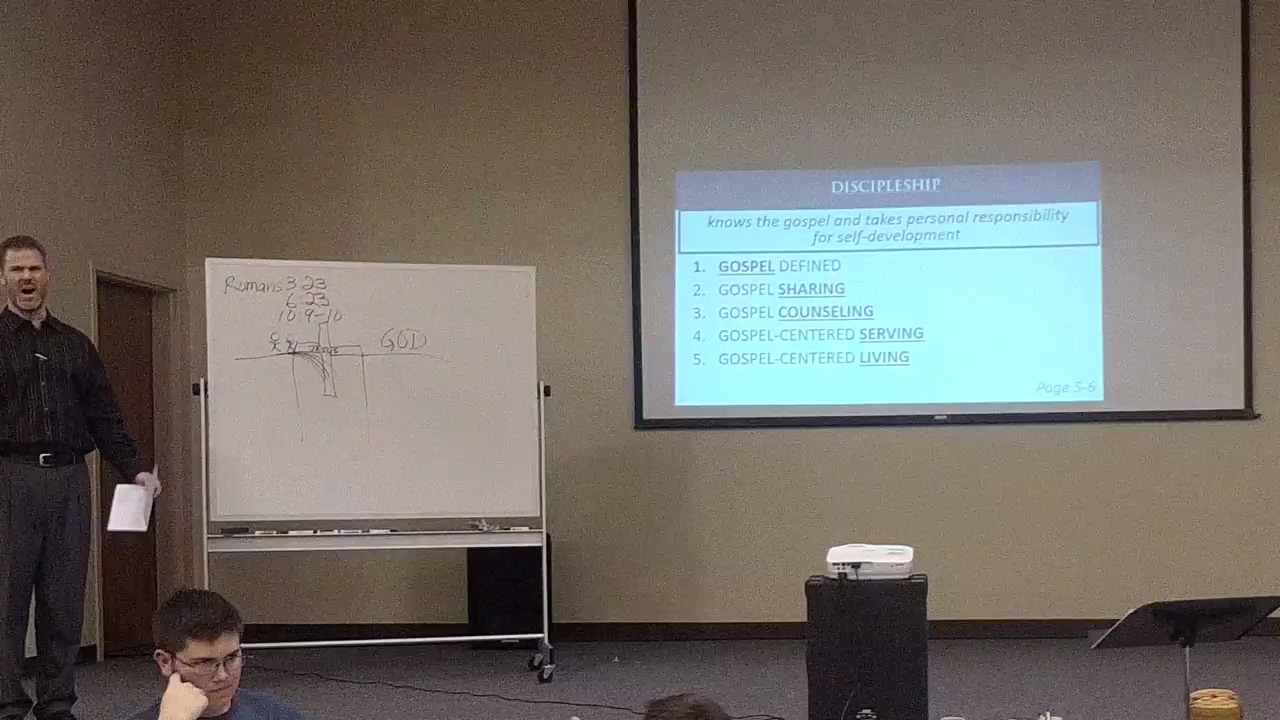 Romans 3:23
6:23
10:9-10
Jesus
GOD
DISCIPLESHIP
knows the gospel and takes personal responsibility
for self-development
1. GOSPEL DEFINED
2. GOSPEL SHARING
3. GOSPEL COUNSELING
4. GOSPEL-CENTERED SERVING
5. GOSPEL-CENTERED LIVING
Page 5-6